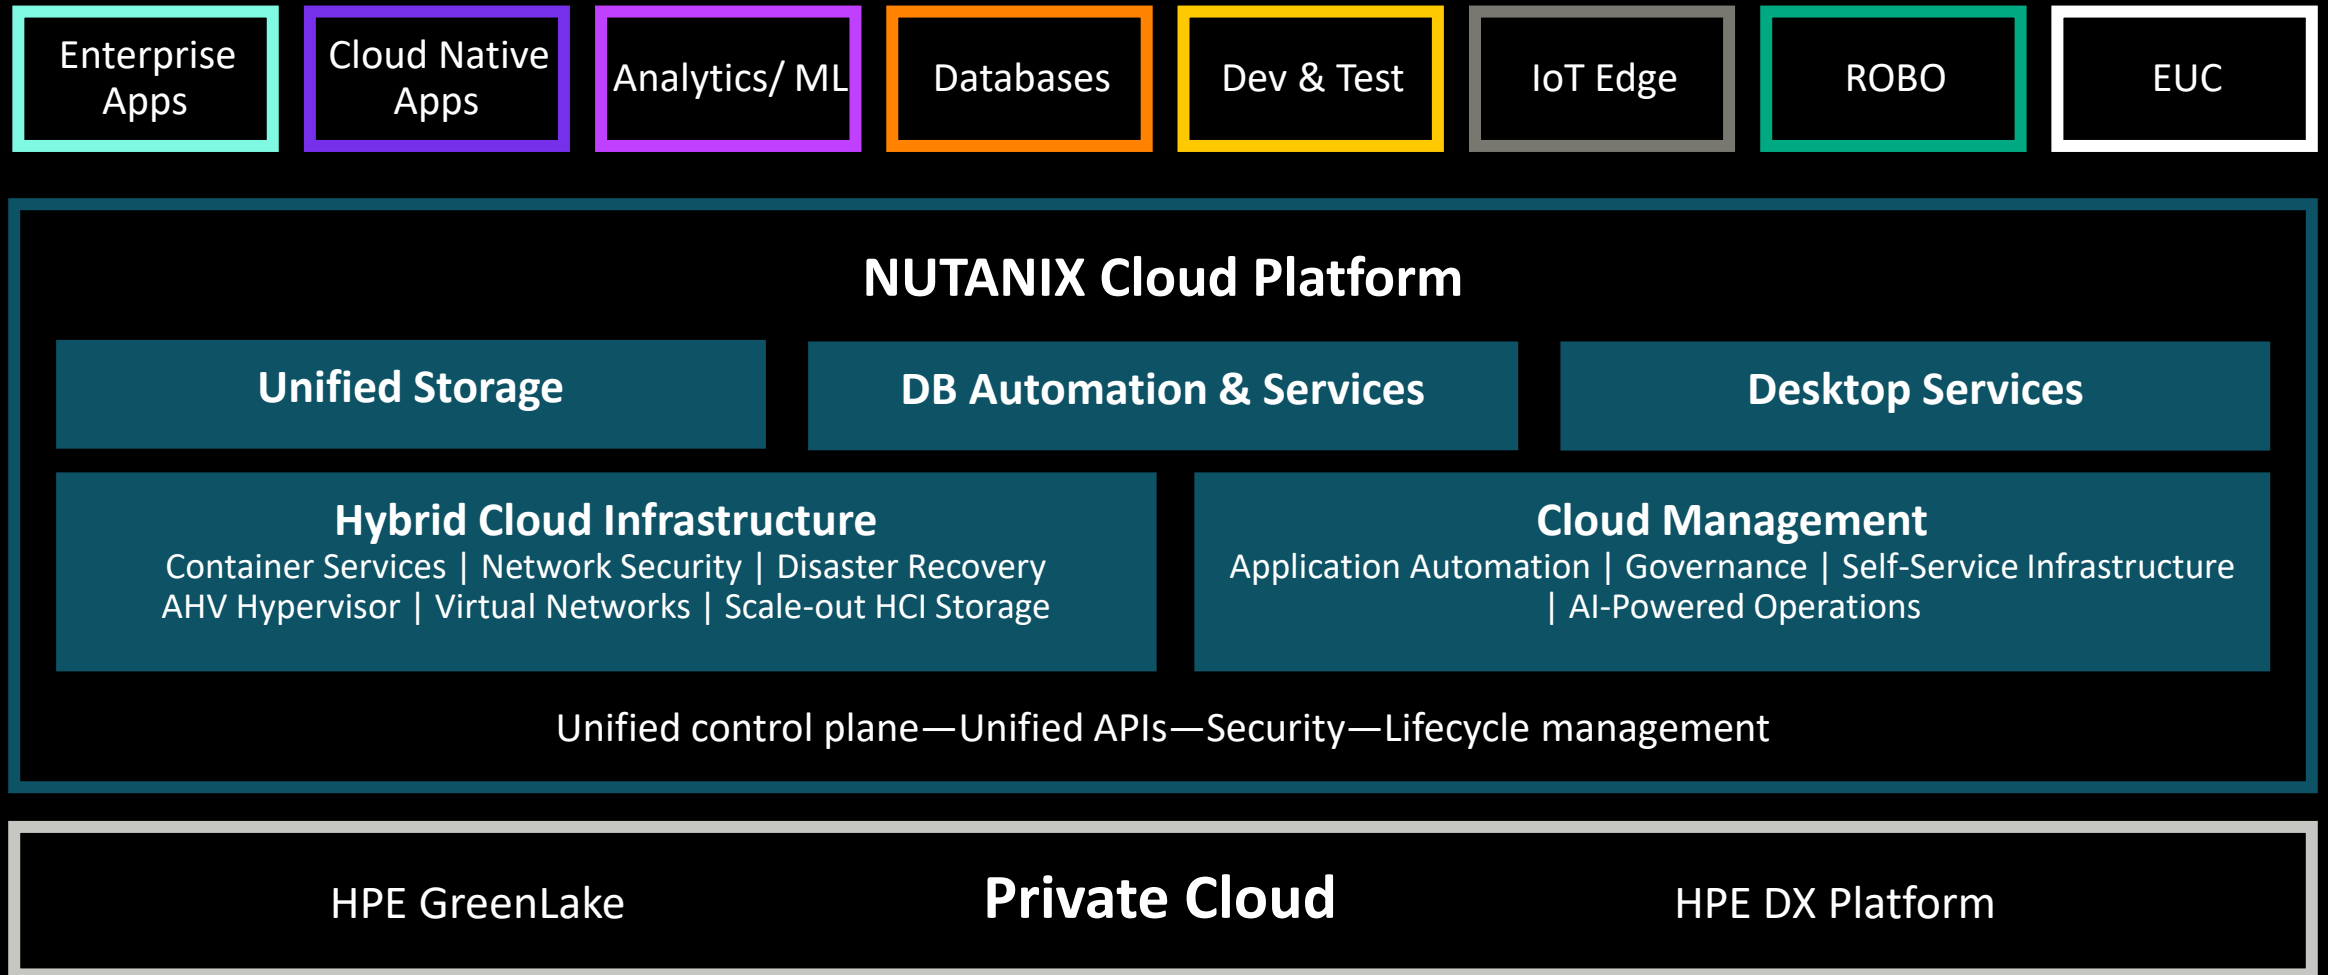 Enterprise
Apps
Cloud Native
Apps
Analytics/ ML
Databases
Dev & Test
IoT Edge
ROBO
EUC
NUTANIX Cloud Platform
Unified Storage
DB Automation & Services
Desktop Services
Hybrid Cloud Infrastructure
Container Services | Network Security | Disaster Recovery
AHV Hypervisor | Virtual Networks | Scale-out HCI Storage
Cloud Management
Application Automation | Governance | Self-Service Infrastructure
| AI-Powered Operations
Unified control plane—Unified APIs—Security—Lifecycle management
HPE GreenLake
Private Cloud
HPE DX Platform